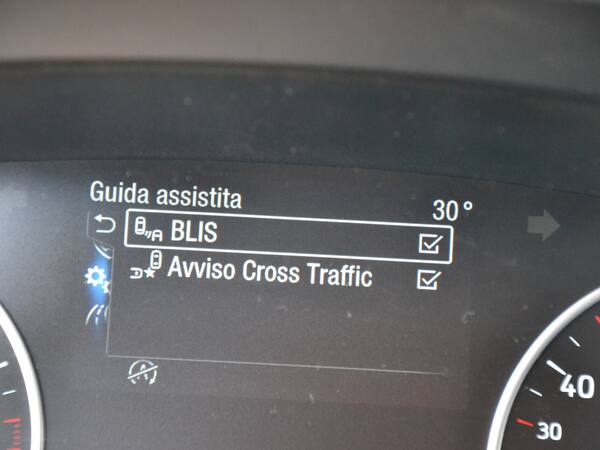 Guida assistita
30°
BLIS
Avviso Cross Traffic
40
30